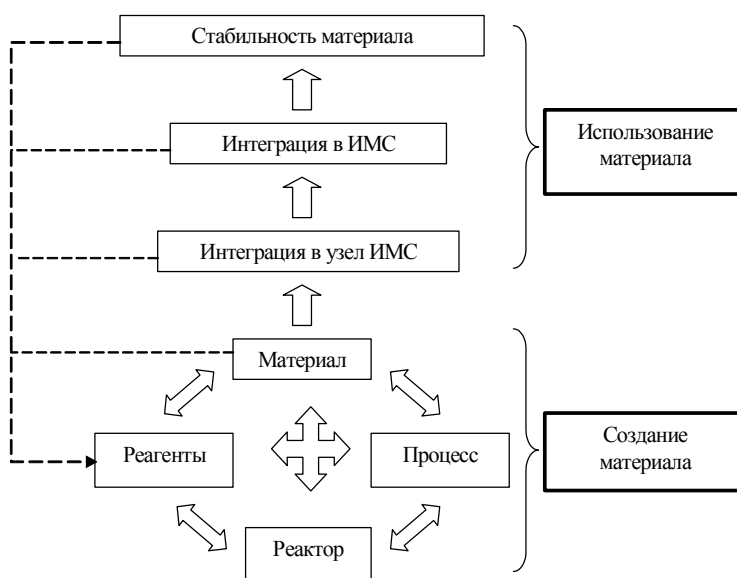 Стабильность материала
Интеграция в ИМС
Использование
материала
Интеграция в узел ИМС
Материал
Реагенты
Процесс
Создание
материала
Реактор